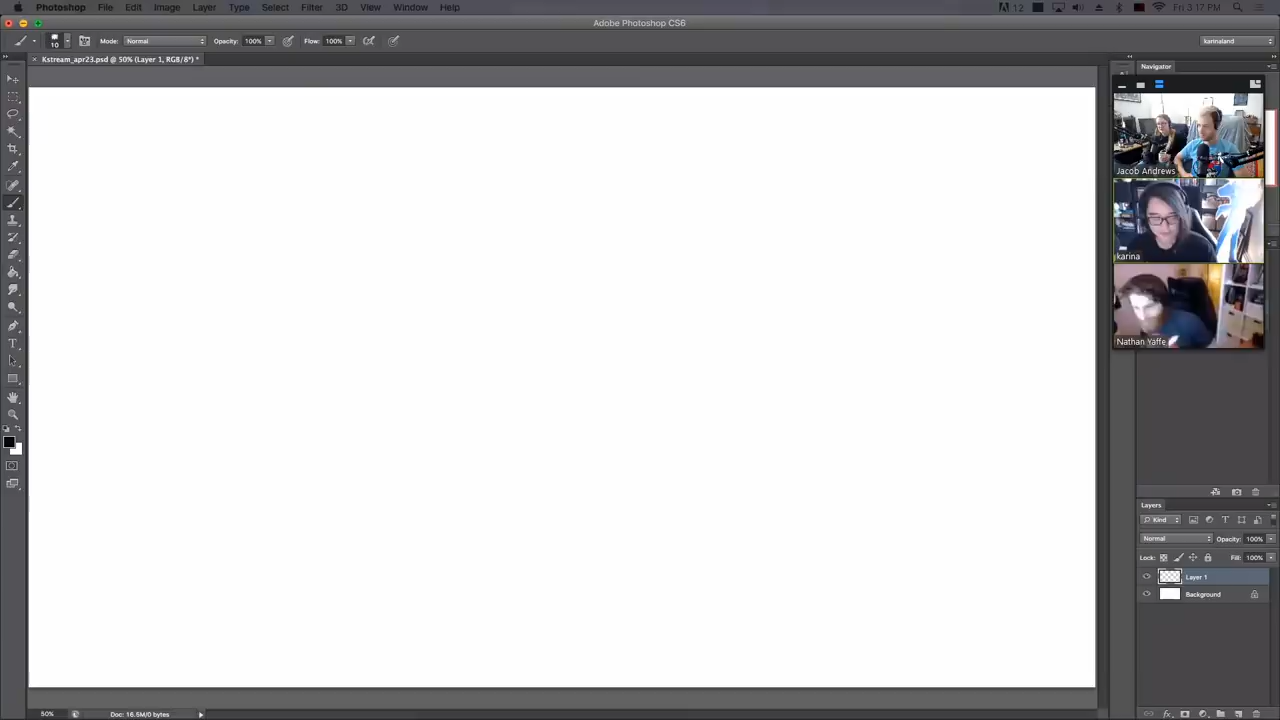 Photoshop File Edit Image Layer Type Select Filter 3D View Window Help 12 Fri 3:17 PM
Adobe Photoshop CS6
10 Mode: Normal Opacity: 100% Flow: 100% karinaland
Kstream_apr23.psd @ 50% (Layer 1, RGB/8*) *
Navigator
Jacob Andrews
karina
Nathan Yaffe
Layers
Kind
Normal Opacity: 100%
Lock: Fill: 100%
Layer 1
Background
50% Doc: 16.5M/0 bytes